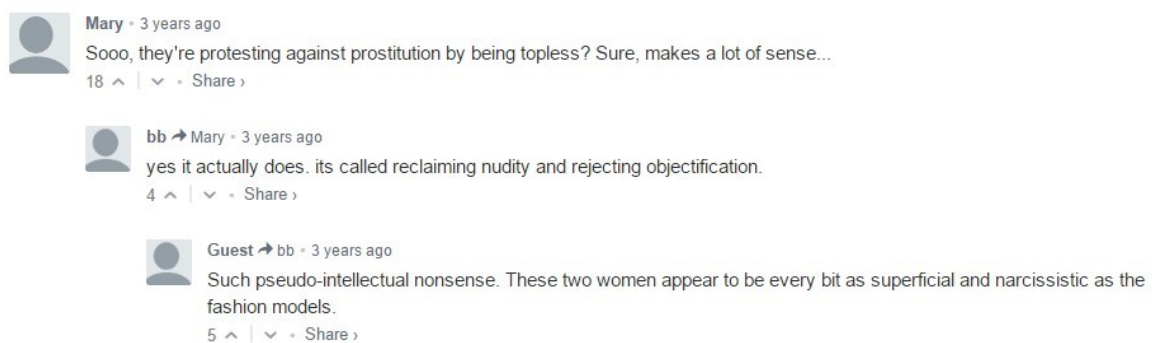 Mary • 3 years ago
Sooo, they're protesting against prostitution by being topless? Sure, makes a lot of sense...
18 • Share ›
bb Mary • 3 years ago
yes it actually does. its called reclaiming nudity and rejecting objectification.
4 • Share ›
Guest bb • 3 years ago
Such pseudo-intellectual nonsense. These two women appear to be every bit as superficial and narcissistic as the
fashion models.
5 • Share ›